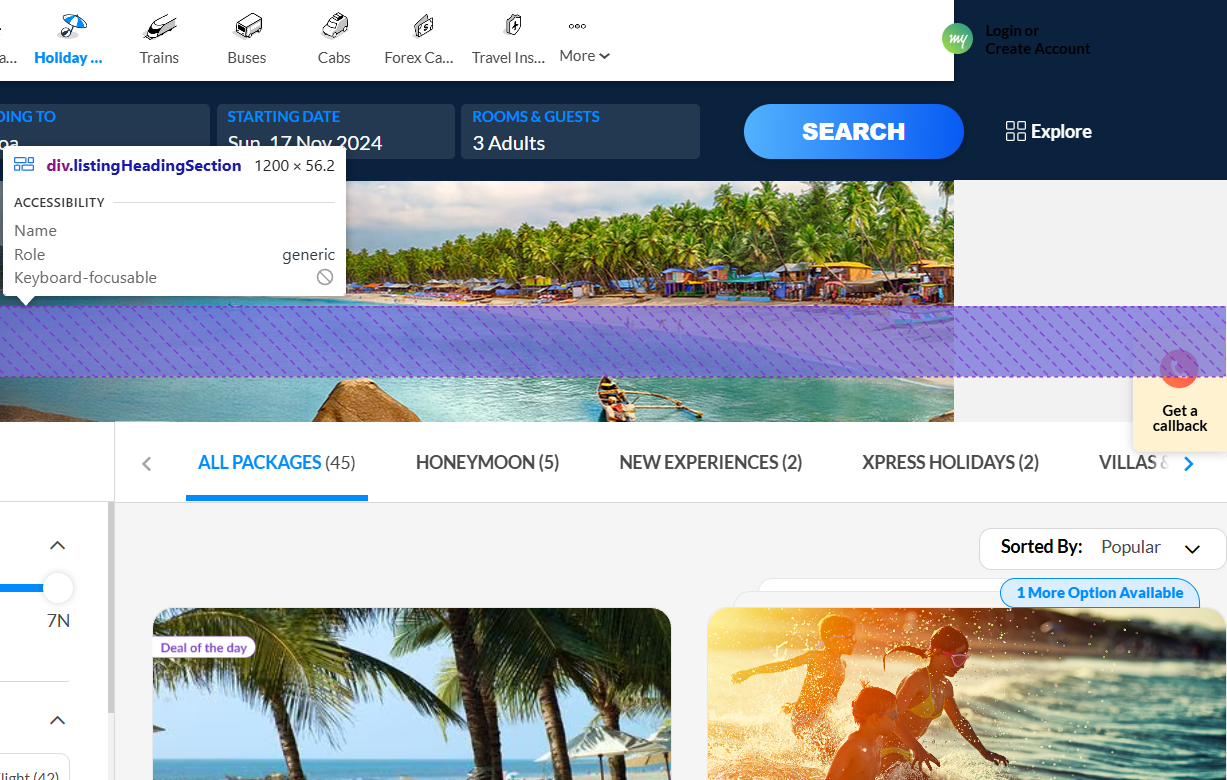 a...
Holiday ...
Trains
Buses
Cabs
Forex Ca...
Travel Ins...
More
my
Login or
Create Account
DING TO
STARTING DATE
ROOMS & GUESTS
oa
Sun, 17 Nov 2024
3 Adults
SEARCH
Explore
div.listingHeadingSection 1200 × 56.2
ACCESSIBILITY
Name
Role generic
Keyboard-focusable
Get a
callback
ALL PACKAGES (45)
HONEYMOON (5)
NEW EXPERIENCES (2)
XPRESS HOLIDAYS (2)
VILLAS &
Sorted By: Popular
1 More Option Available
7N
Deal of the day
light (42)